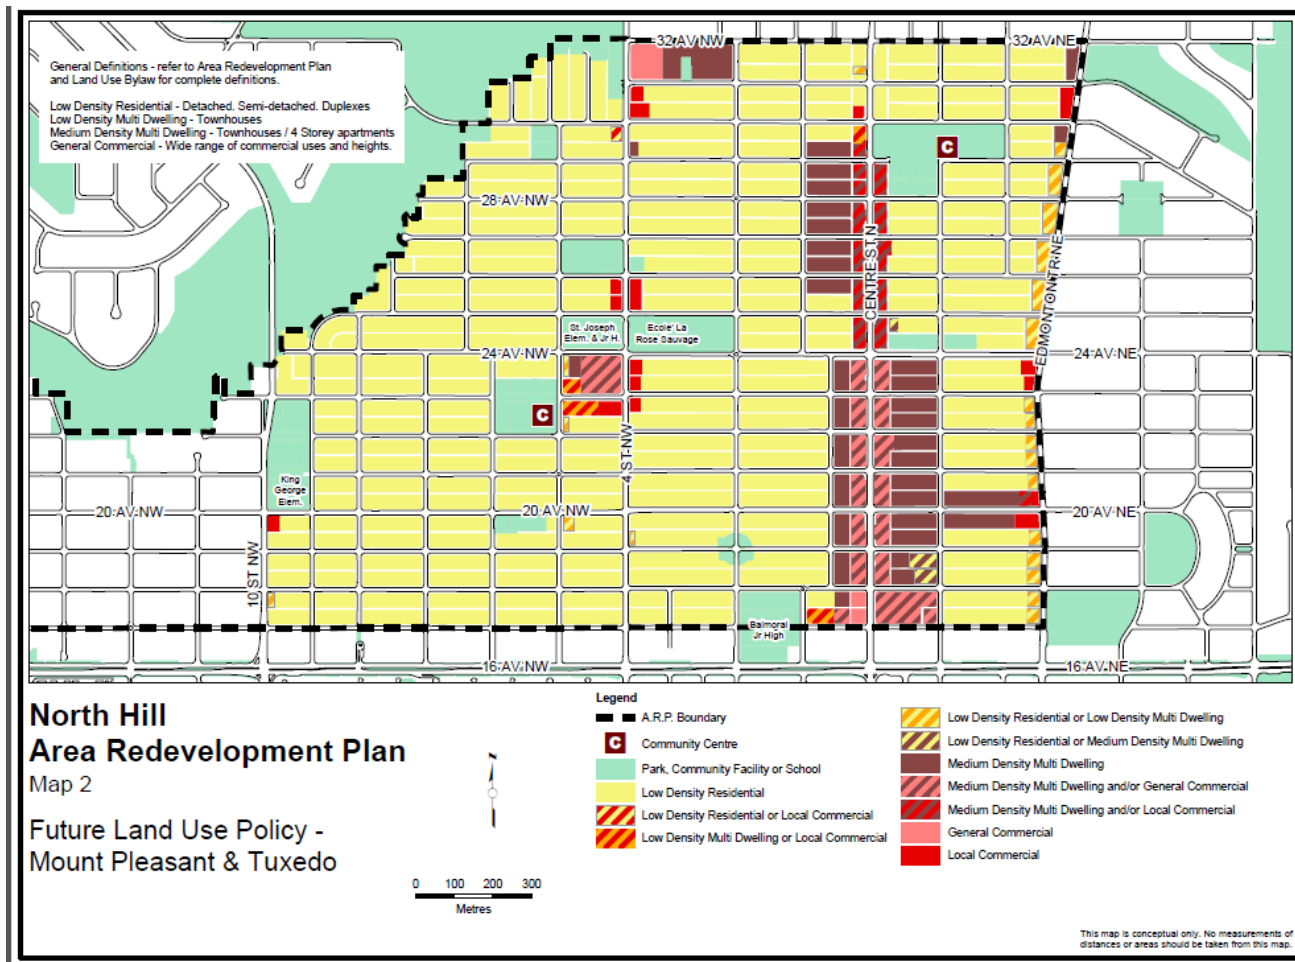 General Definitions - refer to Area Redevelopment Plan
and Land Use Bylaw for complete definitions.
Low Density Residential - Detached. Semi-detached. Duplexes
Low Density Multi Dwelling - Townhouses
Medium Density Multi Dwelling - Townhouses / 4 Storey apartments
General Commercial - Wide range of commercial uses and heights.
32 AV NW
32 AV NE
C
28 AV NW
CENTRE ST N
EDMONTON TR NE
St. Joseph
Elem. & Jr H.
Ecole' La
Rose Sauvage
24 AV NW
24 AV NE
C
4 ST NW
King
George
Elem.
20 AV NW
20 AV NW
20 AV NE
10 ST NW
Balmoral
Jr High
16 AV NW
16 AV NE
North Hill
Area Redevelopment Plan
Map 2
Future Land Use Policy -
Mount Pleasant & Tuxedo
N
0 100 200 300
Metres
Legend
A.R.P. Boundary
C Community Centre
Park, Community Facility or School
Low Density Residential
Low Density Residential or Local Commercial
Low Density Multi Dwelling or Local Commercial
Low Density Residential or Low Density Multi Dwelling
Low Density Residential or Medium Density Multi Dwelling
Medium Density Multi Dwelling
Medium Density Multi Dwelling and/or General Commercial
Medium Density Multi Dwelling and/or Local Commercial
General Commercial
Local Commercial
This map is conceptual only. No measurements of
distances or areas should be taken from this map.